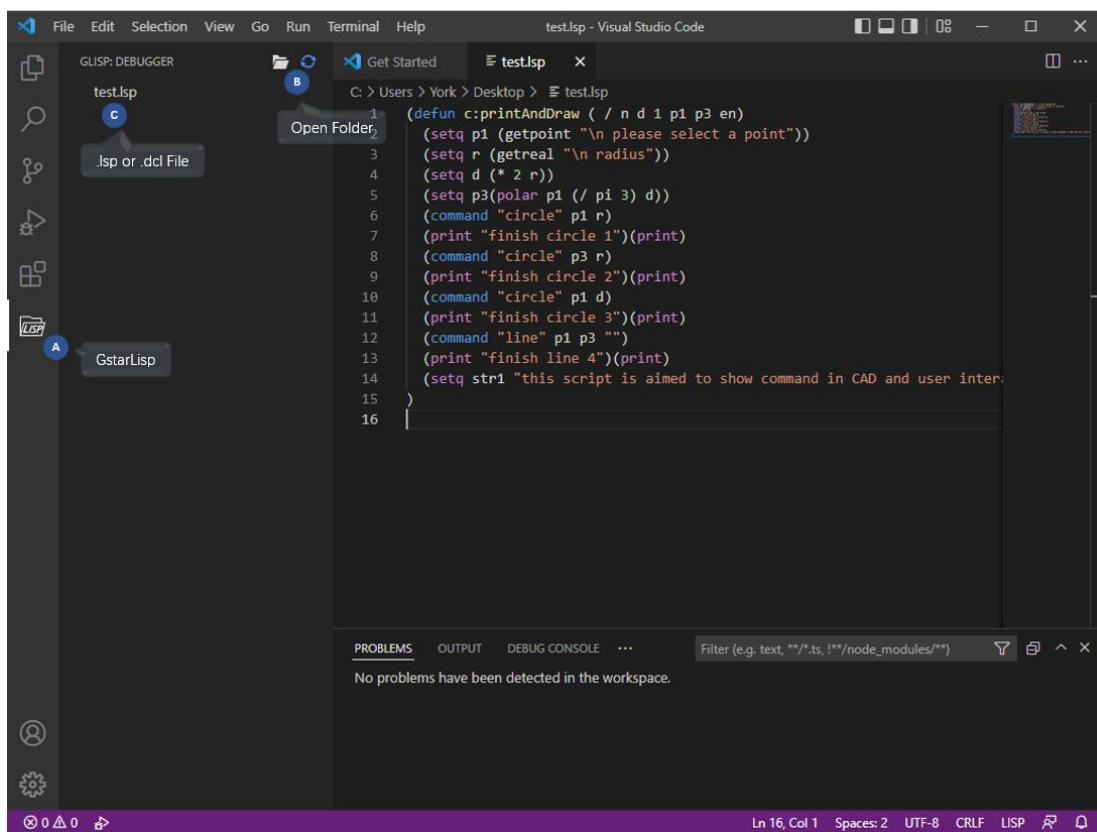 File Edit Selection View Go Run Terminal Help test.lsp - Visual Studio Code
GLISP: DEBUGGER
test.lsp
B
Open Folder
C
.lsp or .dcl File
LISP
A
GstarLisp
Get Started test.lsp
C: > Users > York > Desktop > test.lsp
1 (defun c:printAndDraw ( / n d 1 p1 p3 en)
2 (setq p1 (getpoint "\n please select a point"))
3 (setq r (getreal "\n radius"))
4 (setq d (* 2 r))
5 (setq p3(polar p1 (/ pi 3) d))
6 (command "circle" p1 r)
7 (print "finish circle 1")(print)
8 (command "circle" p3 r)
9 (print "finish circle 2")(print)
10 (command "circle" p1 d)
11 (print "finish circle 3")(print)
12 (command "line" p1 p3 "")
13 (print "finish line 4")(print)
14 (setq str1 "this script is aimed to show command in CAD and user inter
15 )
16
PROBLEMS OUTPUT DEBUG CONSOLE ··· Filter (e.g. text, **/*.ts, !**/node_modules/**)
No problems have been detected in the workspace.
0 0 Ln 16, Col 1 Spaces: 2 UTF-8 CRLF LISP